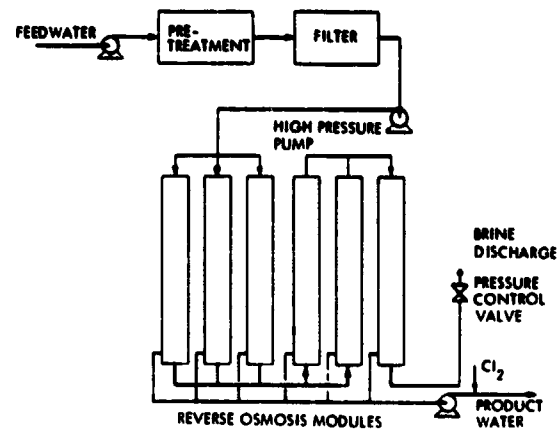 FEEDWATER
PRE-
TREATMENT
FILTER
HIGH PRESSURE
PUMP
BRINE
DISCHARGE
PRESSURE
CONTROL
VALVE
Cl2
PRODUCT
WATER
REVERSE OSMOSIS MODULES